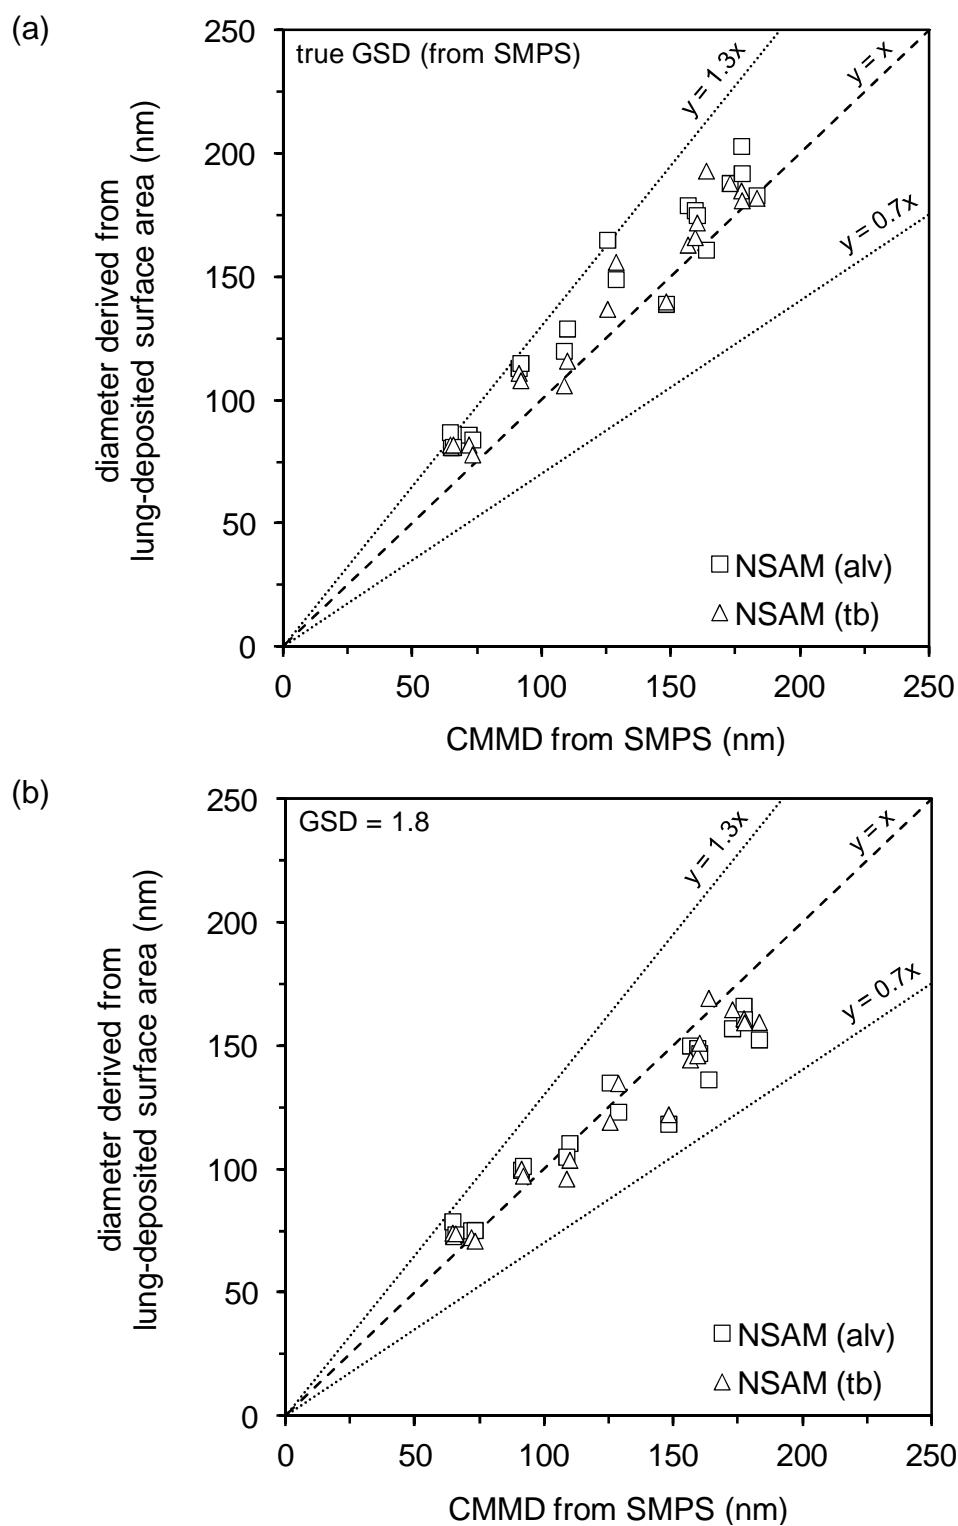 (a)
250
200
150
100
50
0
diameter derived from
lung-deposited surface area (nm)
true GSD (from SMPS)
y = 1.3x
y = x
y = 0.7x
NSAM (alv)
NSAM (tb)
0 50 100 150 200 250
CMMD from SMPS (nm)
(b)
250
200
150
100
50
0
diameter derived from
lung-deposited surface area (nm)
GSD = 1.8
y = 1.3x
y = x
y = 0.7x
NSAM (alv)
NSAM (tb)
0 50 100 150 200 250
CMMD from SMPS (nm)